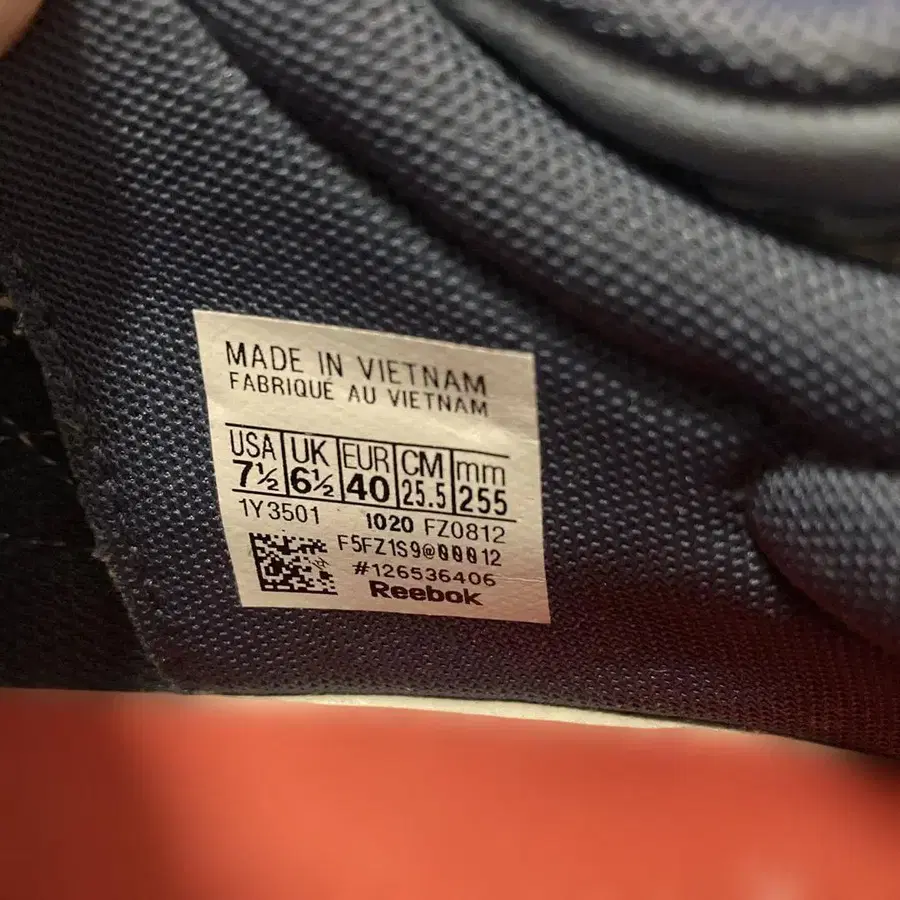 MADE IN VIETNAM
FABRIQUÉ AU VIETNAM
USA UK EUR CM mm
7½ 6½ 40 25.5 255
1Y3501 1020 FZ0812
F5FZ1S9@00012
#126536406
Reebok